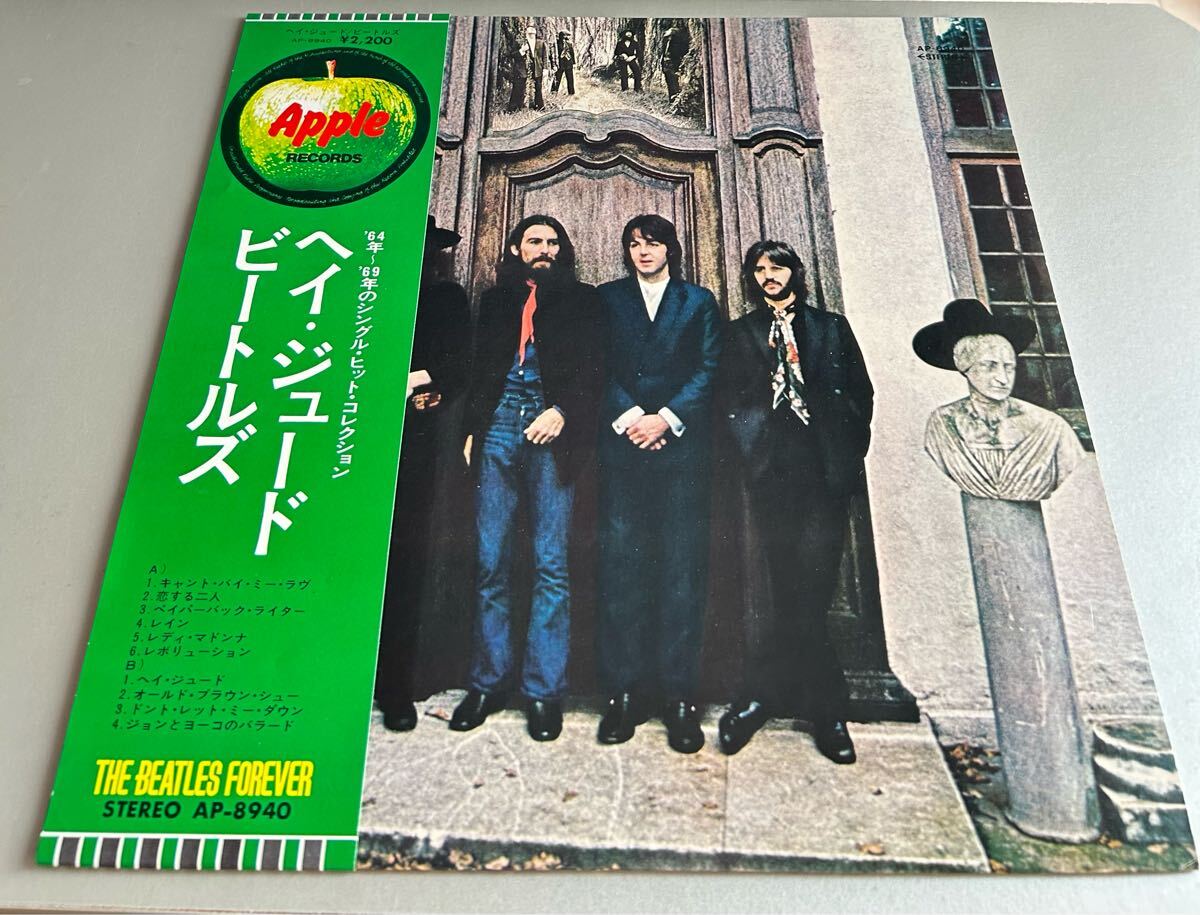 ヘイ・ジュード/ビートルズ
AP-8940 ¥2,200
Apple
RECORDS
'64年〜'69年のシングル・ヒット・コレクション
ヘイ・ジュード
ビートルズ
A)
1. キャント・バイ・ミー・ラヴ
2. 恋する二人
3. ペイパーバック・ライター
4. レイン
5. レディ・マドンナ
6. レボリューション
B)
1. ヘイ・ジュード
2. オールド・ブラウン・シュー
3. ドント・レット・ミー・ダウン
4. ジョンとヨーコのバラード
THE BEATLES FOREVER
STEREO AP-8940
AP-8940